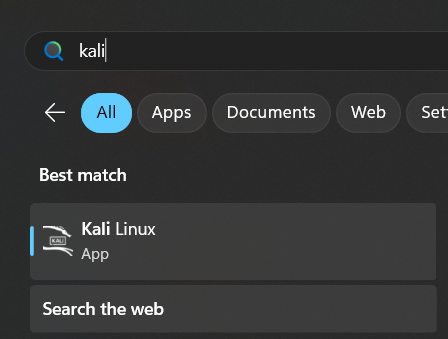 kali
All Apps Documents Web Set
Best match
KALI
Kali Linux
App
Search the web